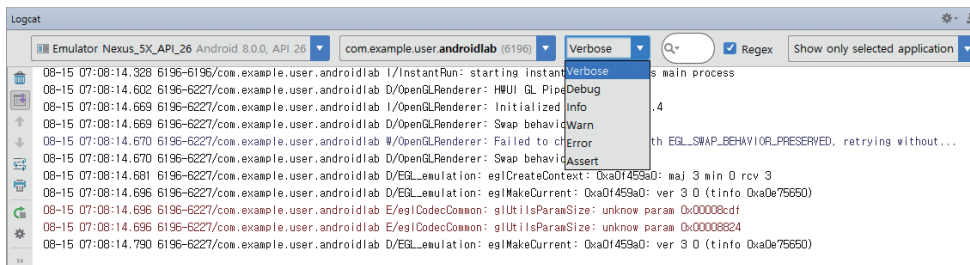 Logcat
Emulator Nexus_5X_API_26 Android 8.0.0, API 26 com.example.user.androidlab (6196) Verbose Regex Show only selected application
Verbose
Debug
Info
Warn
Error
Assert
08-15 07:08:14.328 6196-6196/com.example.user.androidlab I/InstantRun: starting instant s main process
08-15 07:08:14.602 6196-6227/com.example.user.androidlab D/OpenGLRenderer: HWUI GL Pipe
08-15 07:08:14.669 6196-6227/com.example.user.androidlab I/OpenGLRenderer: Initialized .4
08-15 07:08:14.669 6196-6227/com.example.user.androidlab D/OpenGLRenderer: Swap behavio
08-15 07:08:14.670 6196-6227/com.example.user.androidlab W/OpenGLRenderer: Failed to ch th EGL_SWAP_BEHAVIOR_PRESERVED, retrying without...
08-15 07:08:14.670 6196-6227/com.example.user.androidlab D/OpenGLRenderer: Swap behavio
08-15 07:08:14.681 6196-6227/com.example.user.androidlab D/EGL_emulation: eglCreateContext: 0xa0f459a0: maj 3 min 0 rcv 3
08-15 07:08:14.696 6196-6227/com.example.user.androidlab D/EGL_emulation: eglMakeCurrent: 0xa0f459a0: ver 3 0 (tinfo 0xa0e75650)
08-15 07:08:14.696 6196-6227/com.example.user.androidlab E/eglCodecCommon: glUtilsParamSize: unknow param 0x00008cdf
08-15 07:08:14.696 6196-6227/com.example.user.androidlab E/eglCodecCommon: glUtilsParamSize: unknow param 0x00008824
08-15 07:08:14.790 6196-6227/com.example.user.androidlab D/EGL_emulation: eglMakeCurrent: 0xa0f459a0: ver 3 0 (tinfo 0xa0e75650)